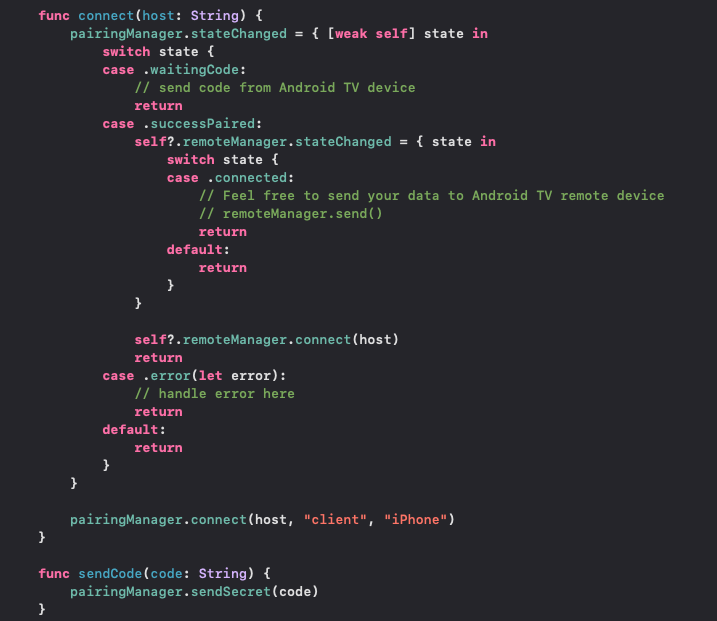 func connect(host: String) {
    pairingManager.stateChanged = { [weak self] state in
        switch state {
        case .waitingCode:
            // send code from Android TV device
            return
        case .successPaired:
            self?.remoteManager.stateChanged = { state in
                switch state {
                case .connected:
                    // Feel free to send your data to Android TV remote device
                    // remoteManager.send()
                    return
                default:
                    return
                }
            }

            self?.remoteManager.connect(host)
            return
        case .error(let error):
            // handle error here
            return
        default:
            return
        }
    }

    pairingManager.connect(host, "client", "iPhone")
}

func sendCode(code: String) {
    pairingManager.sendSecret(code)
}